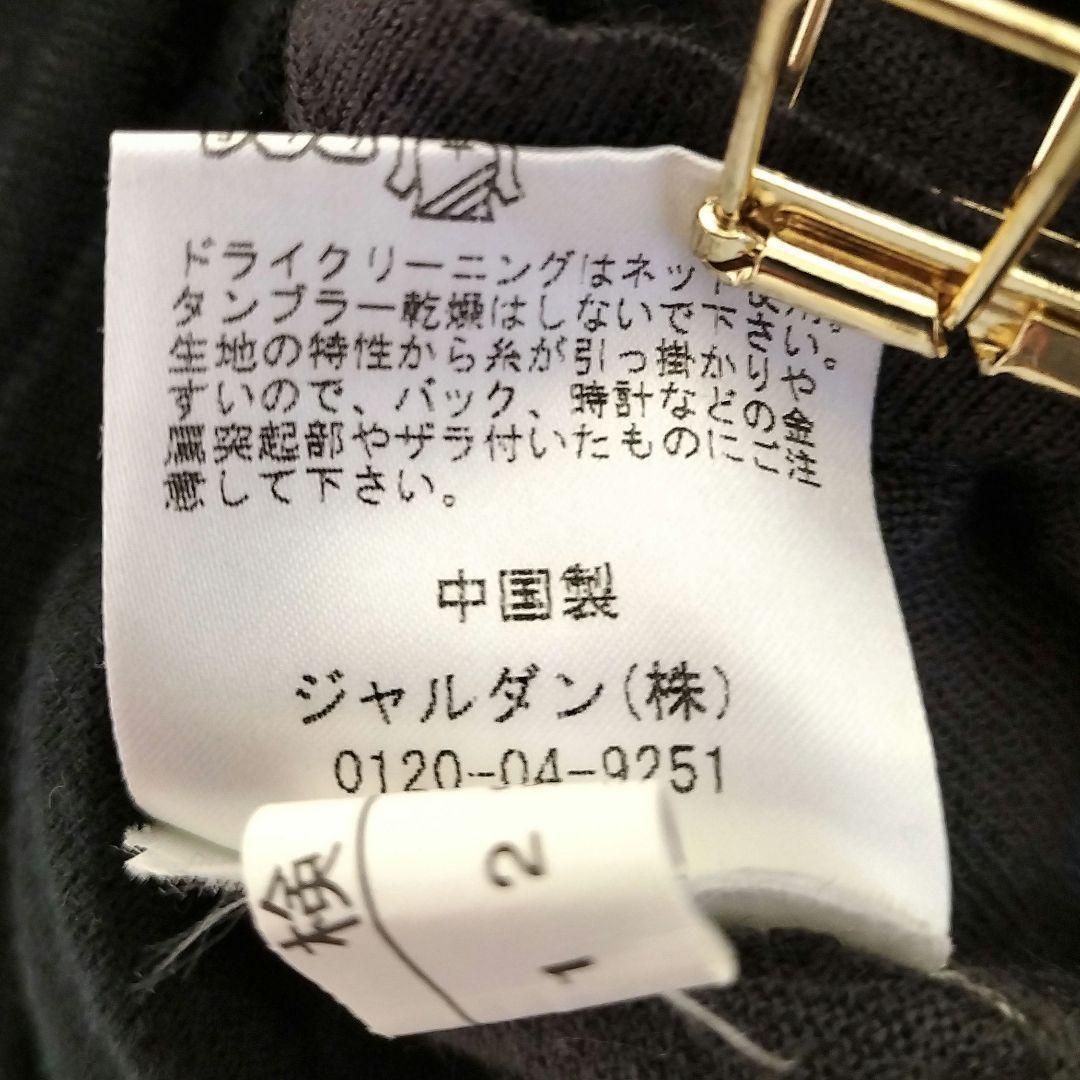 ドライクリーニングはネット使用。
タンブラー乾燥はしないで下さい。
生地の特性から糸が引っ掛かりや
すいので、バック、時計などの金
属突起部やザラ付いたものにご注
意して下さい。
中国製
ジャルダン(株)
0120-04-9251
検
2
1